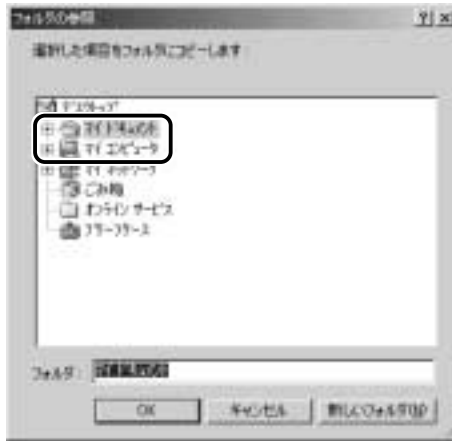 フォルダの参照
選択した項目をフォルダにコピーします
デスクトップ
マイ ドキュメント
マイ コンピュータ
マイ ネットワーク
ごみ箱
オンライン サービス
ブリーフケース
フォルダ:
OK
キャンセル
新しいフォルダ(N)